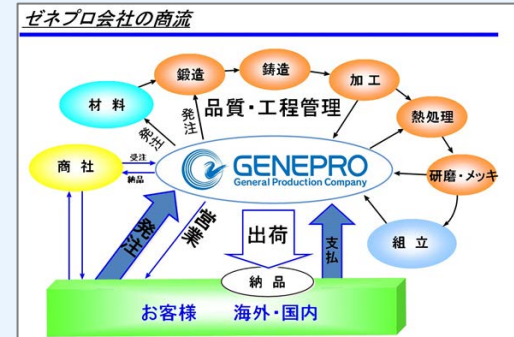 ゼネプロ会社の商流
鍛造
鋳造
加工
材料
品質・工程管理
熱処理
発注
発注
商社
受注
納品
GENEPRO
General Production Company
研磨・メッキ
組立
発注
営業
出荷
支払
納品
お客様 海外・国内